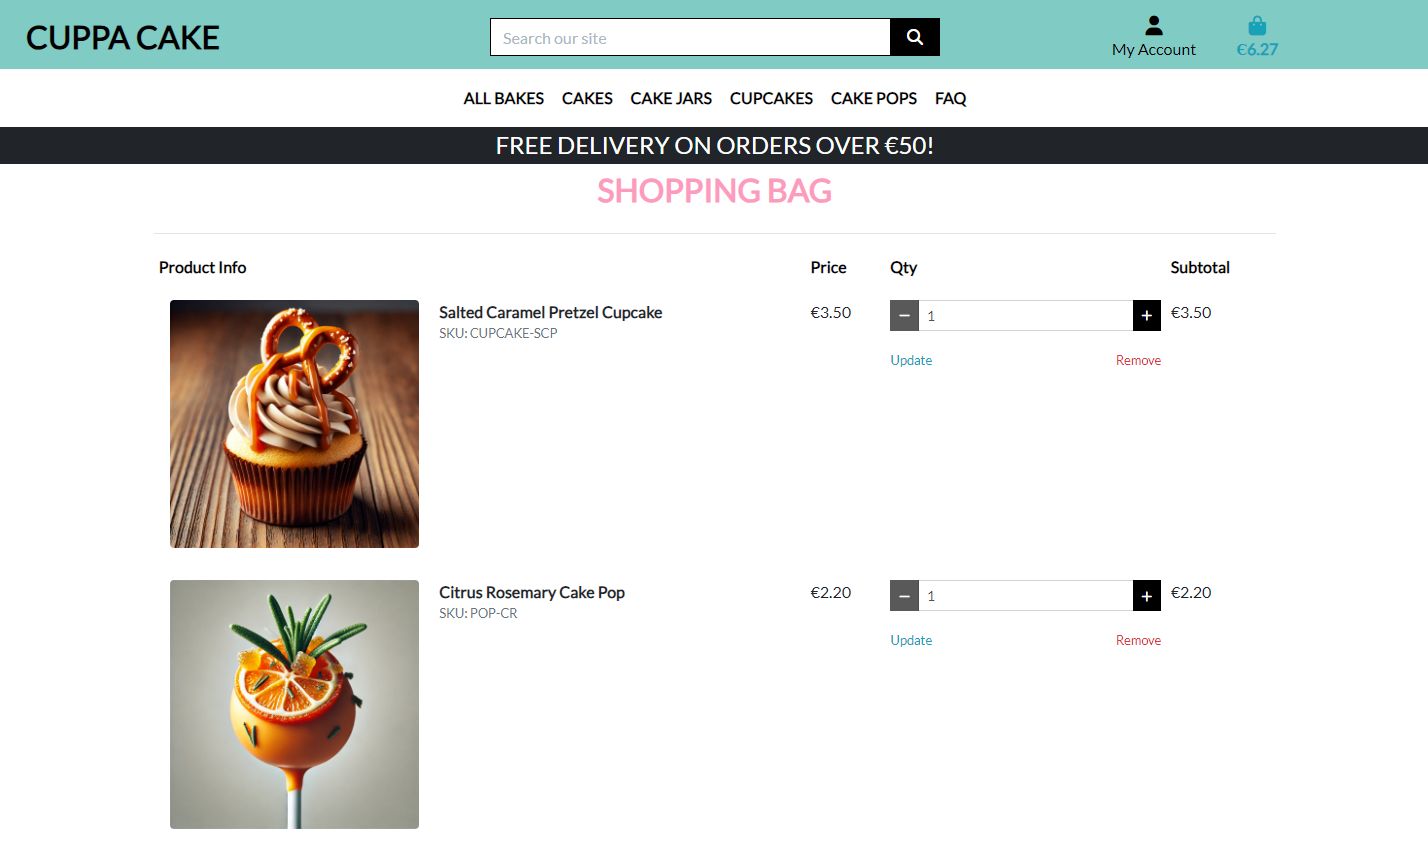 CUPPA CAKE
Search our site
My Account
€6.27
ALL BAKES CAKES CAKE JARS CUPCAKES CAKE POPS FAQ
FREE DELIVERY ON ORDERS OVER €50!
SHOPPING BAG
Product Info Price Qty Subtotal
Salted Caramel Pretzel Cupcake €3.50 1 €3.50
SKU: CUPCAKE-SCP
Update Remove
Citrus Rosemary Cake Pop €2.20 1 €2.20
SKU: POP-CR
Update Remove